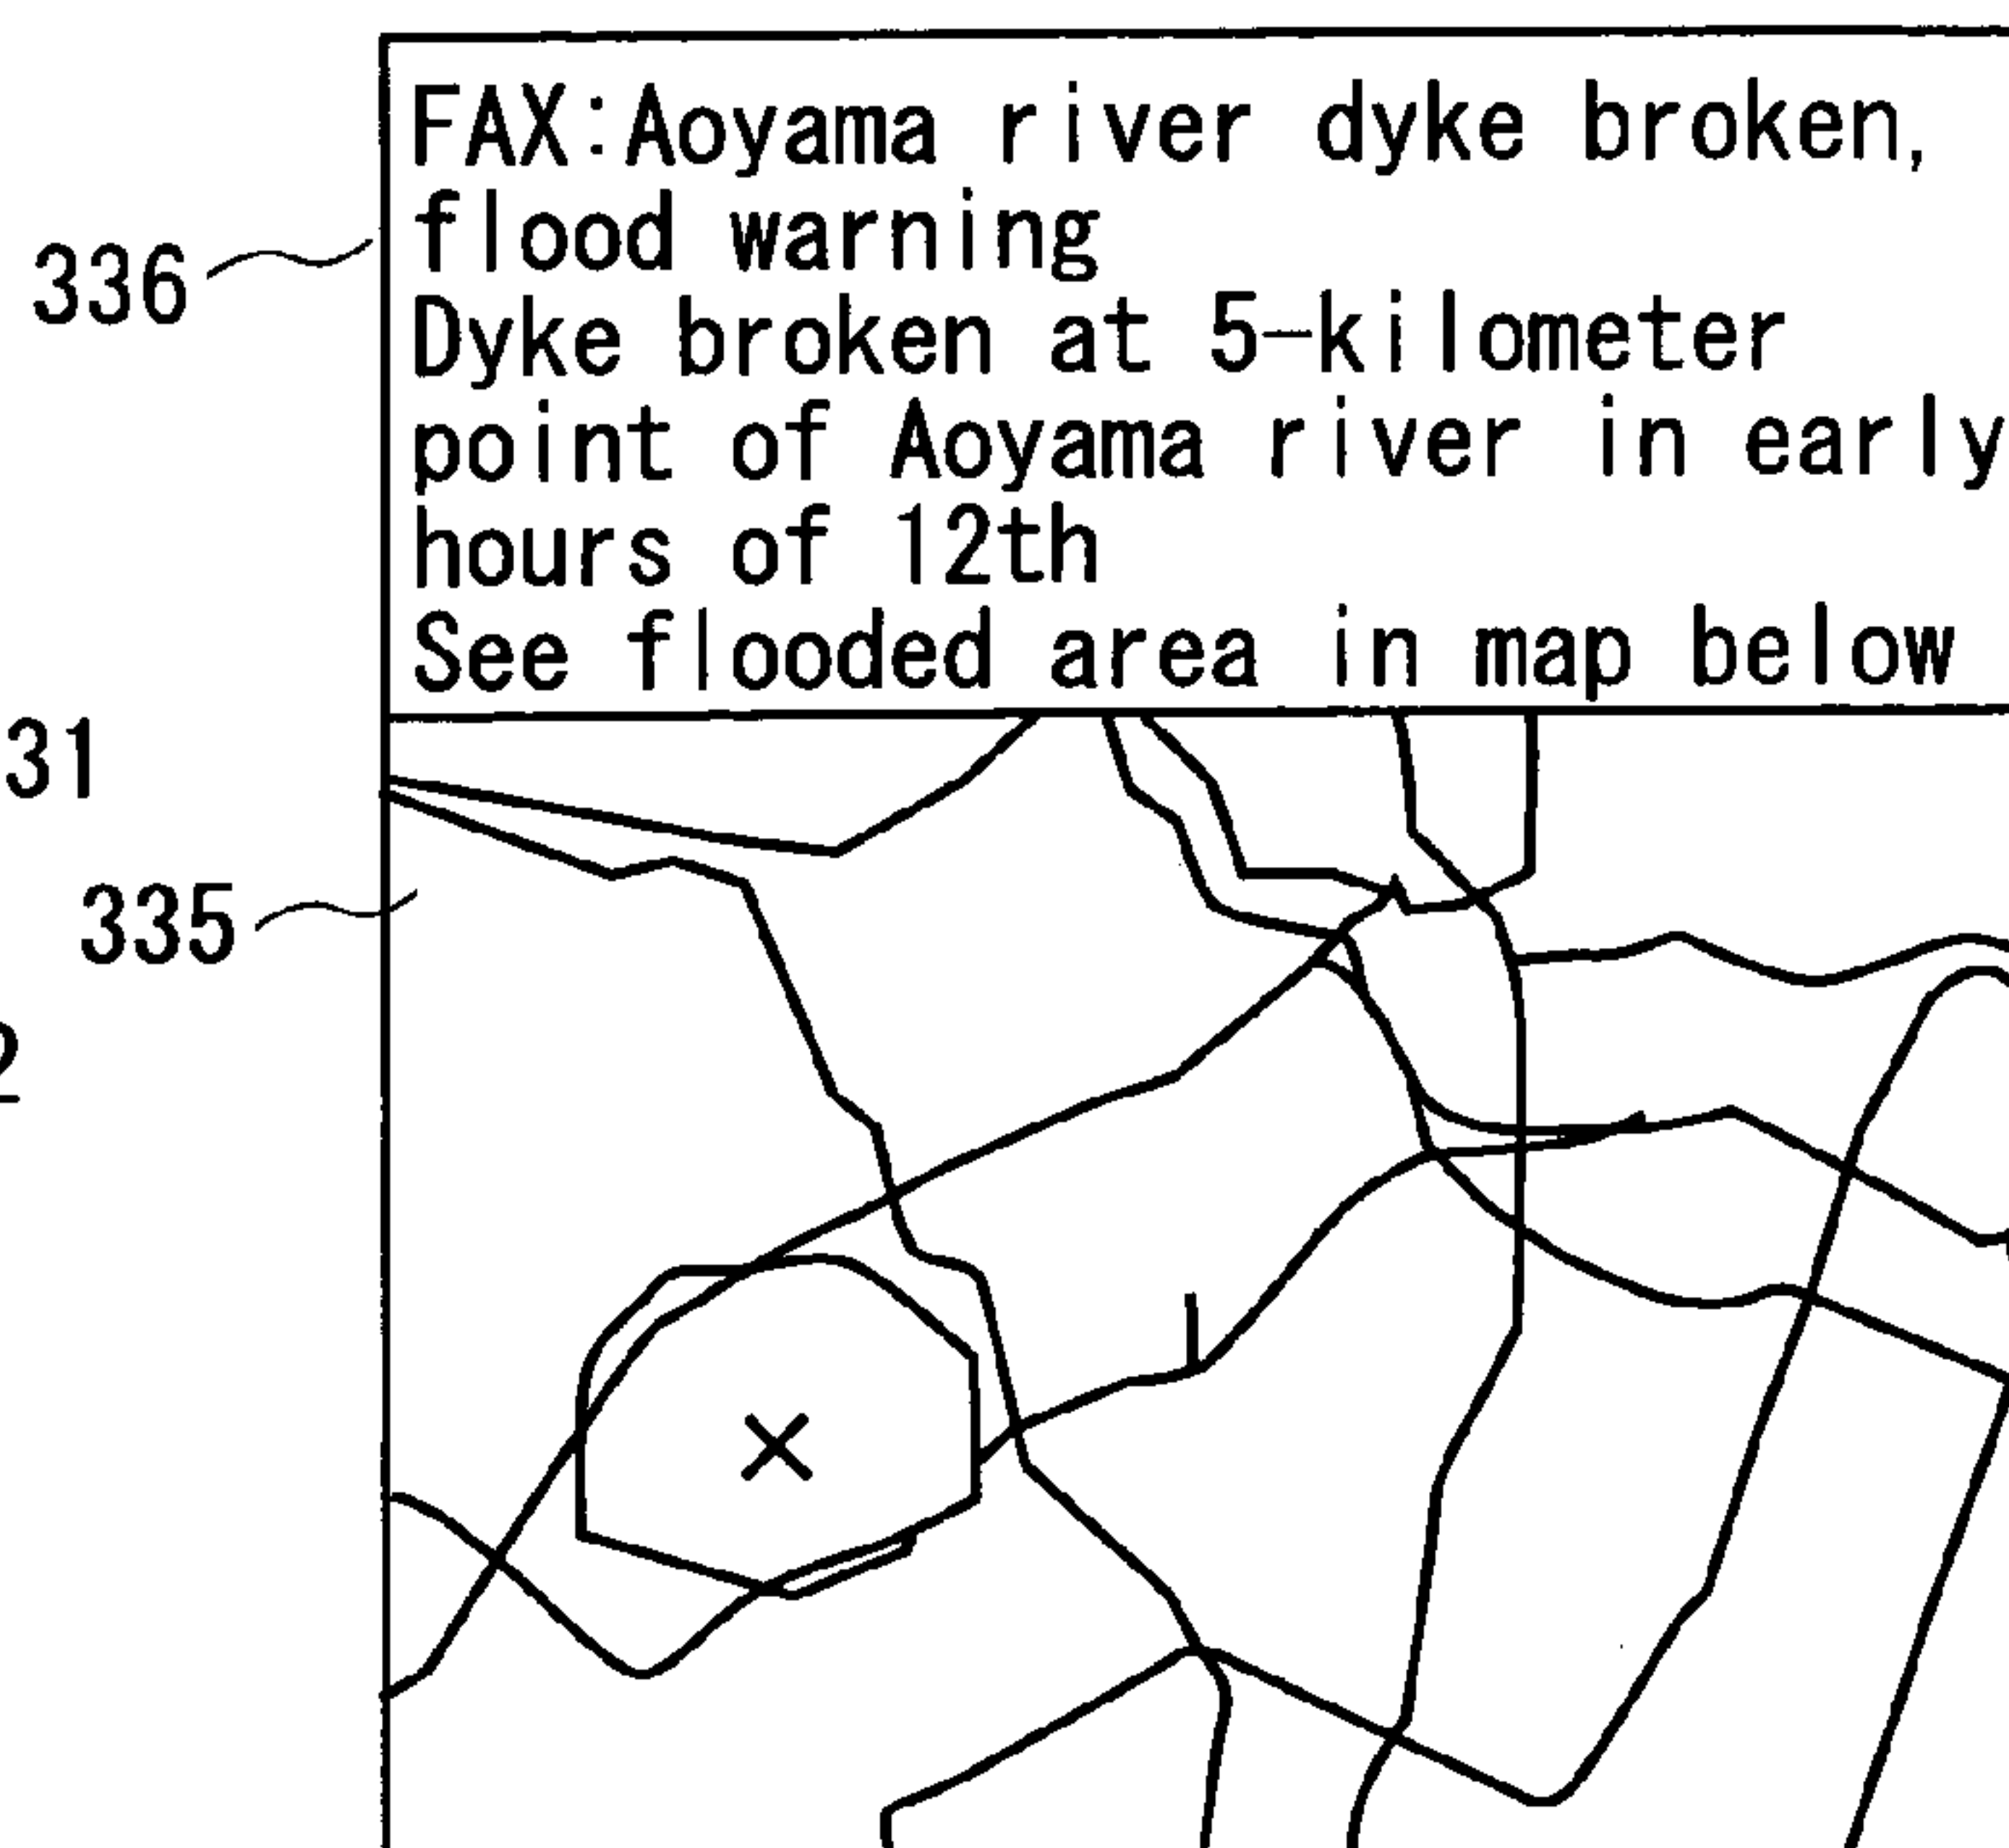 FAX:Aoyama river dyke broken,
flood warning
336
Dyke broken at 5-kilometer
point of Aoyama river in early
hours of 12th
See flooded area in map below
31
335
2